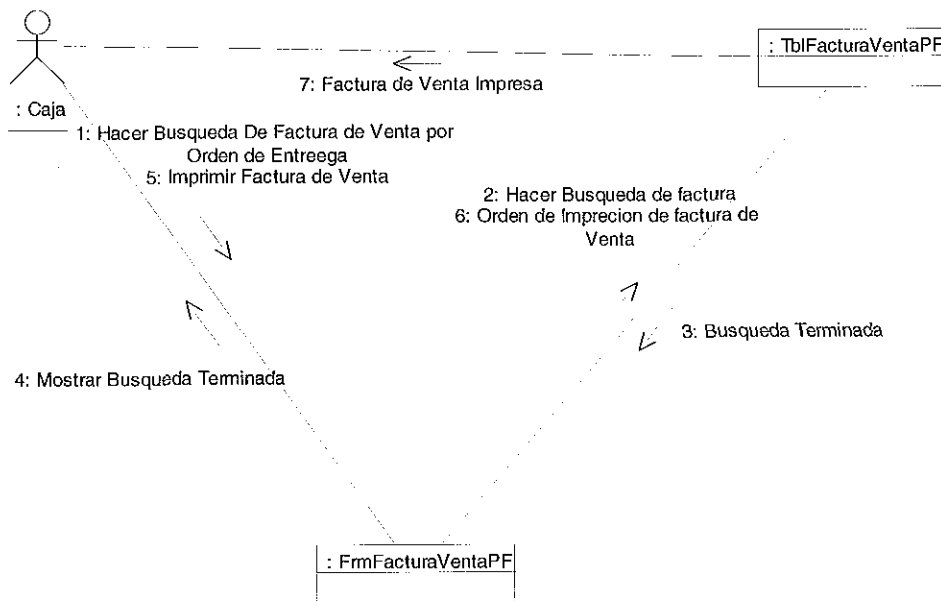 : TblFacturaVentaPF
7: Factura de Venta Impresa
: Caja
1: Hacer Busqueda De Factura de Venta por
Orden de Entreega
5: Imprimir Factura de Venta
2: Hacer Busqueda de factura
6: Orden de Imprecion de factura de
Venta
3: Busqueda Terminada
4: Mostrar Busqueda Terminada
: FrmFacturaVentaPF